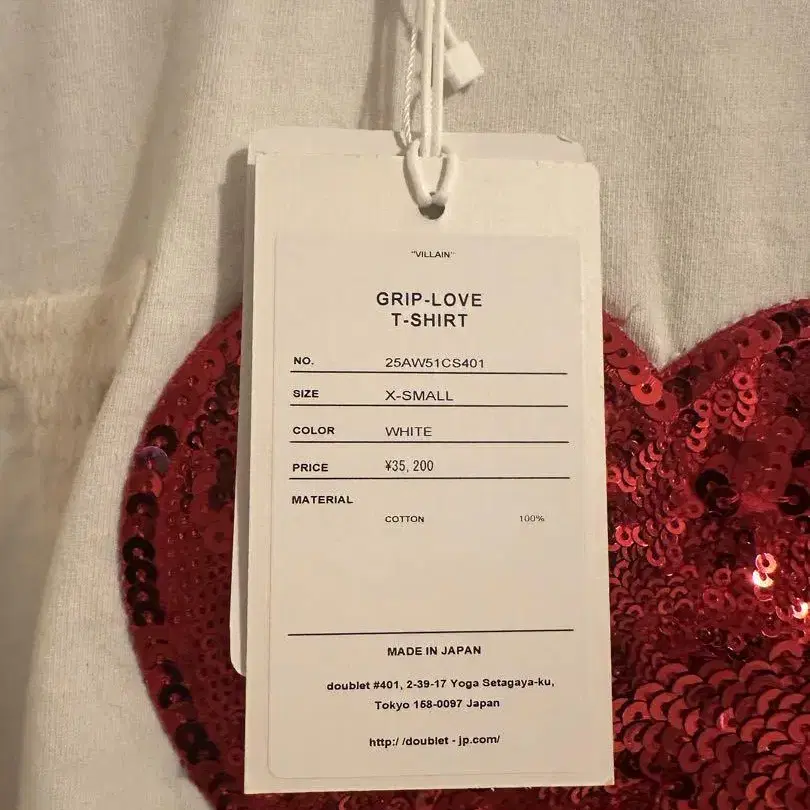 "VILLAIN"
GRIP-LOVE
T-SHIRT
NO. 25AW51CS401
SIZE X-SMALL
COLOR WHITE
PRICE ¥35,200
MATERIAL
COTTON 100%
MADE IN JAPAN
doublet #401, 2-39-17 Yoga Setagaya-ku,
Tokyo 158-0097 Japan
http://doublet-jp.com/